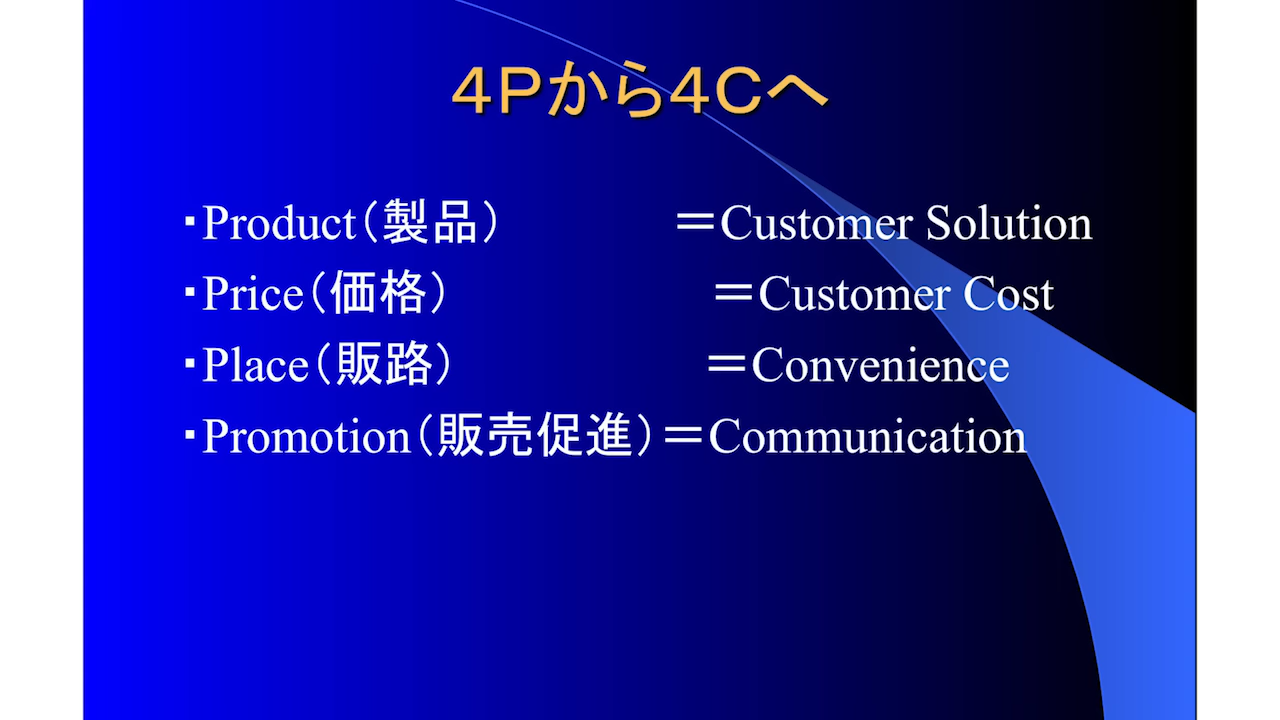 ４Ｐから４Ｃへ
・Product（製品）　　　　＝Customer Solution
・Price（価格）　　　　　　＝Customer Cost
・Place（販路）　　　　　　＝Convenience
・Promotion（販売促進）＝Communication